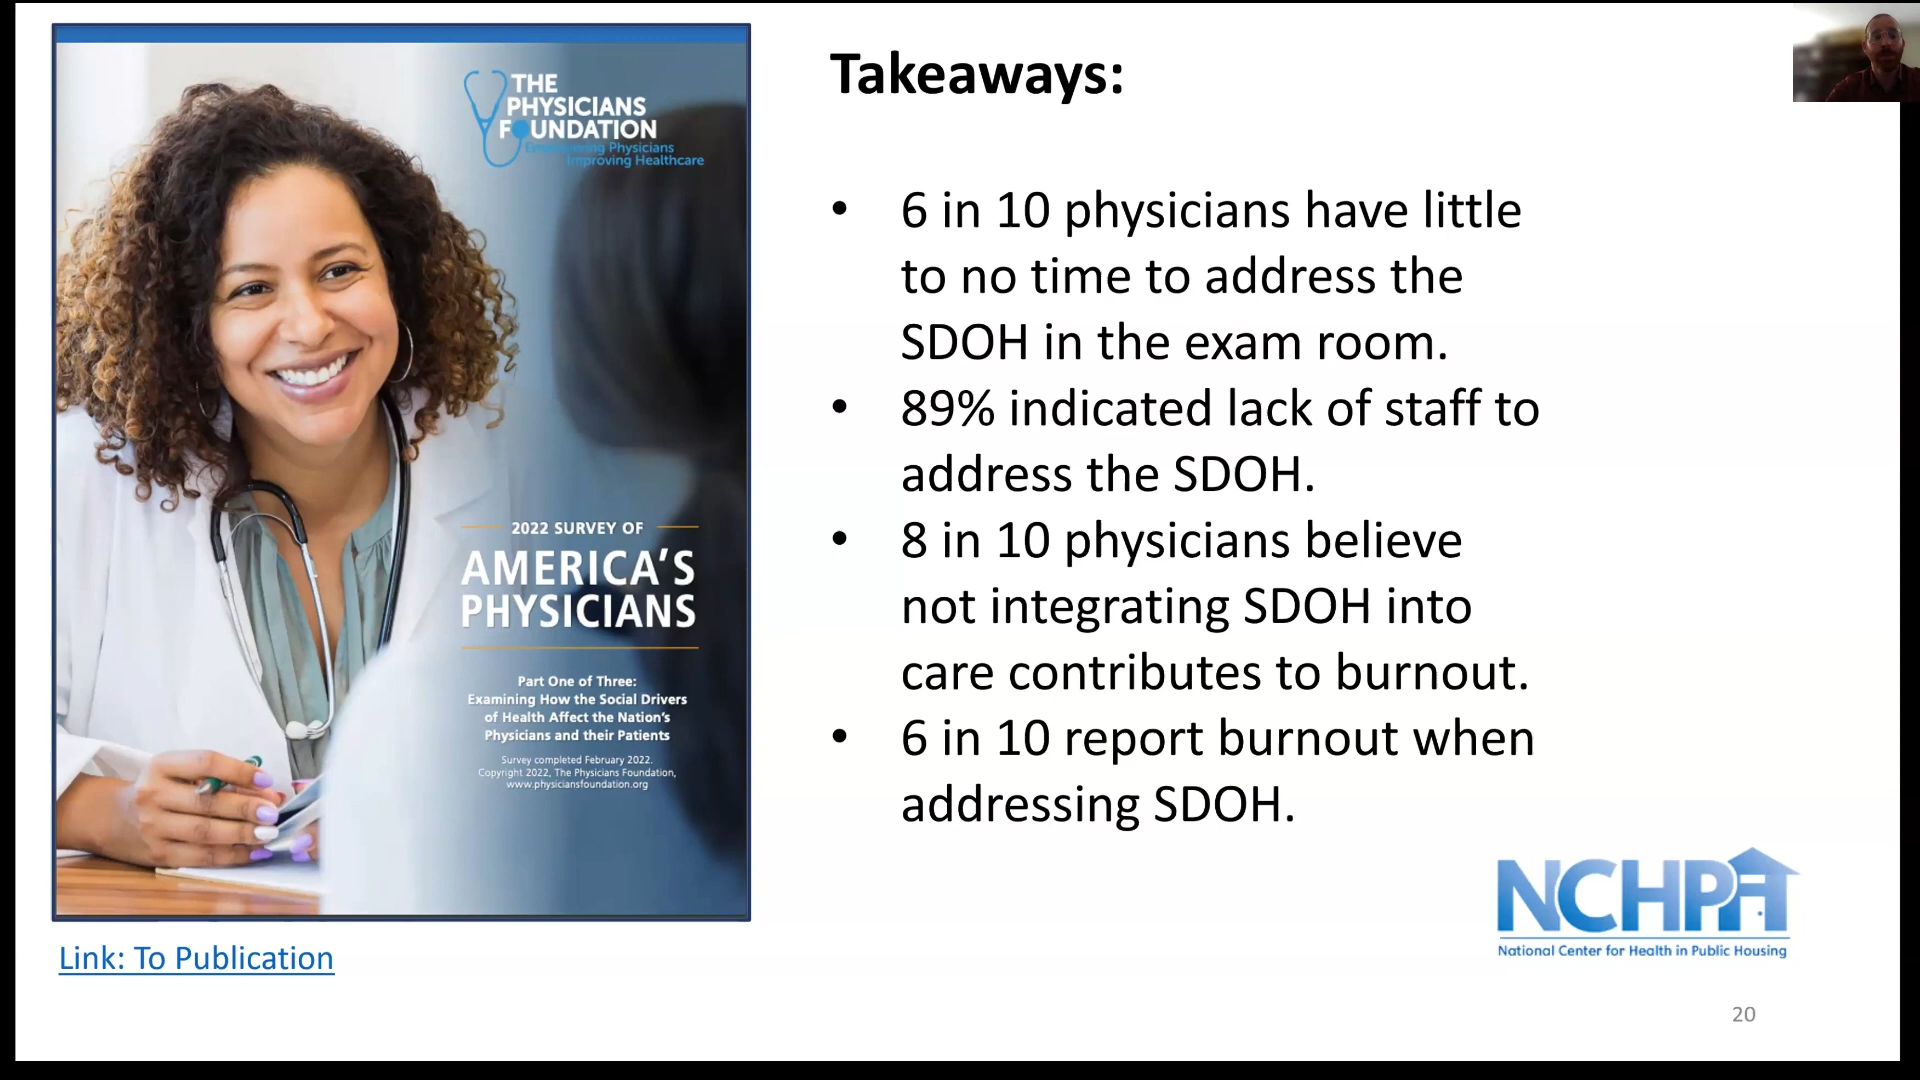 THE
PHYSICIANS
FOUNDATION
Empowering Physicians
Improving Healthcare
2022 SURVEY OF
AMERICA'S
PHYSICIANS
Part One of Three:
Examining How the Social Drivers
of Health Affect the Nation's
Physicians and their Patients
Survey completed February 2022.
Copyright 2022, The Physicians Foundation,
www.physiciansfoundation.org
Link: To Publication
Takeaways:
• 6 in 10 physicians have little
to no time to address the
SDOH in the exam room.
• 89% indicated lack of staff to
address the SDOH.
• 8 in 10 physicians believe
not integrating SDOH into
care contributes to burnout.
• 6 in 10 report burnout when
addressing SDOH.
NCHPH
National Center for Health in Public Housing
20